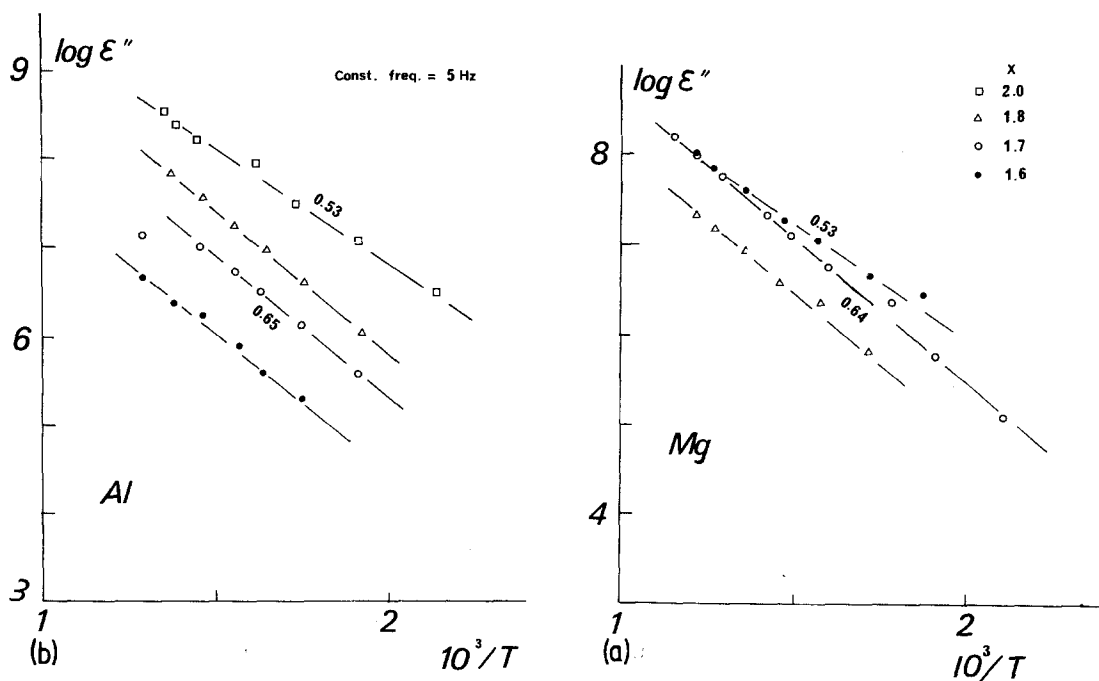 log ε″
9
Const. freq. = 5 Hz
0.53
0.65
6
Al
3
1
2
(b)
10³/T
log ε″
X
□ 2.0
△ 1.8
○ 1.7
● 1.6
8
0.53
0.64
Mg
4
1
2
(a)
10³/T